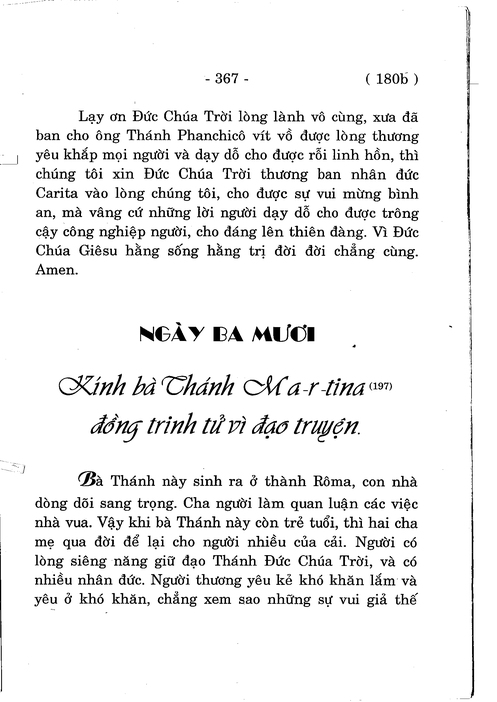 - 367 - ( 180b )
Lạy ơn Đức Chúa Trời lòng lành vô cùng, xưa đã
ban cho ông Thánh Phanchicô vít vồ được lòng thương
yêu khắp mọi người và dạy dỗ cho được rỗi linh hồn, thì
chúng tôi xin Đức Chúa Trời thương ban nhân đức
Carita vào lòng chúng tôi, cho được sự vui mừng bình
an, mà vâng cứ những lời người dạy dỗ cho được trông
cậy công nghiệp người, cho đáng lên thiên đàng. Vì Đức
Chúa Giêsu hằng sống hằng trị đời đời chẳng cùng.
Amen.
NGÀY BA MƯƠI
Kính bà Thánh Ma-r-tina (197)
đồng trinh tử vì đạo truyện.
Bà Thánh này sinh ra ở thành Rôma, con nhà
dòng dõi sang trọng. Cha người làm quan luận các việc
nhà vua. Vậy khi bà Thánh này còn trẻ tuổi, thì hai cha
mẹ qua đời để lại cho người nhiều của cải. Người có
lòng siêng năng giữ đạo Thánh Đức Chúa Trời, và có
nhiều nhân đức. Người thương yêu kẻ khó khăn lắm và
yêu ở khó khăn, chẳng xem sao những sự vui giả thế